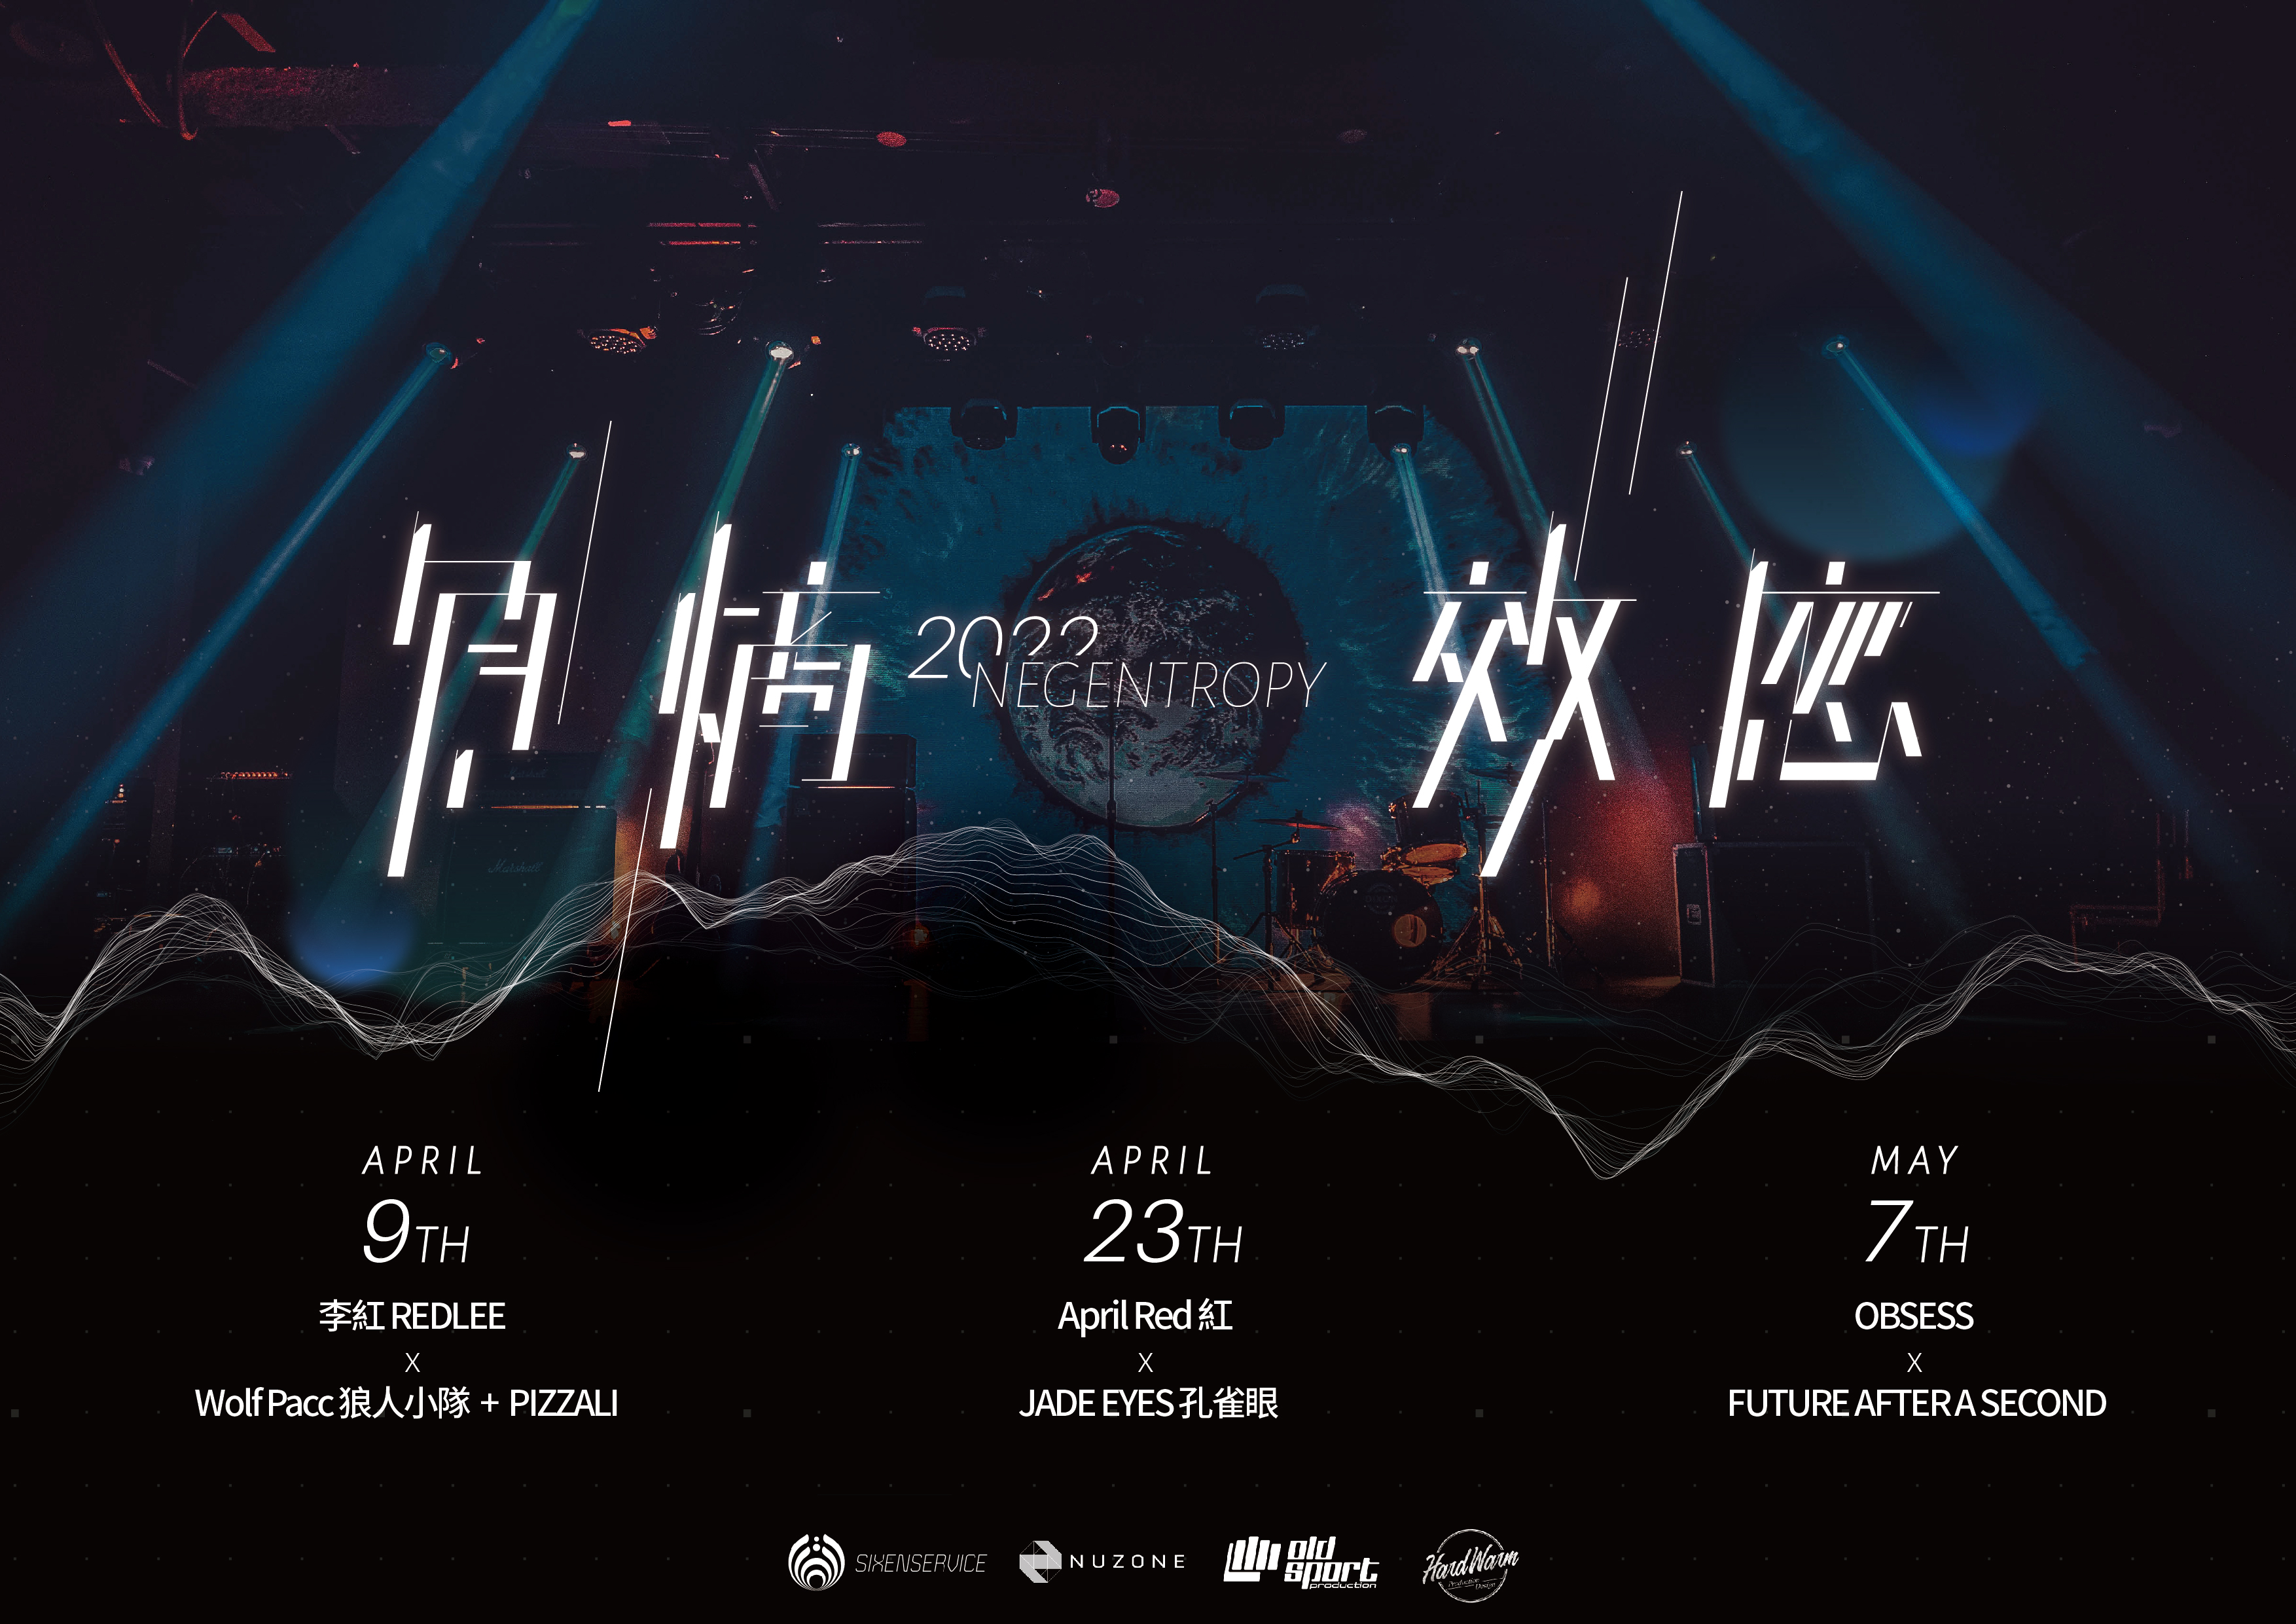 負熵 效應
2022
NEGENTROPY
APRIL
9TH
李紅 REDLEE
X
Wolf Pacc 狼人小隊 + PIZZALI
APRIL
23TH
April Red 紅
X
JADE EYES 孔雀眼
MAY
7TH
OBSESS
X
FUTURE AFTER A SECOND
SIXENSERVICE
NUZONE
old sport
production
HardWarm
Production
Design